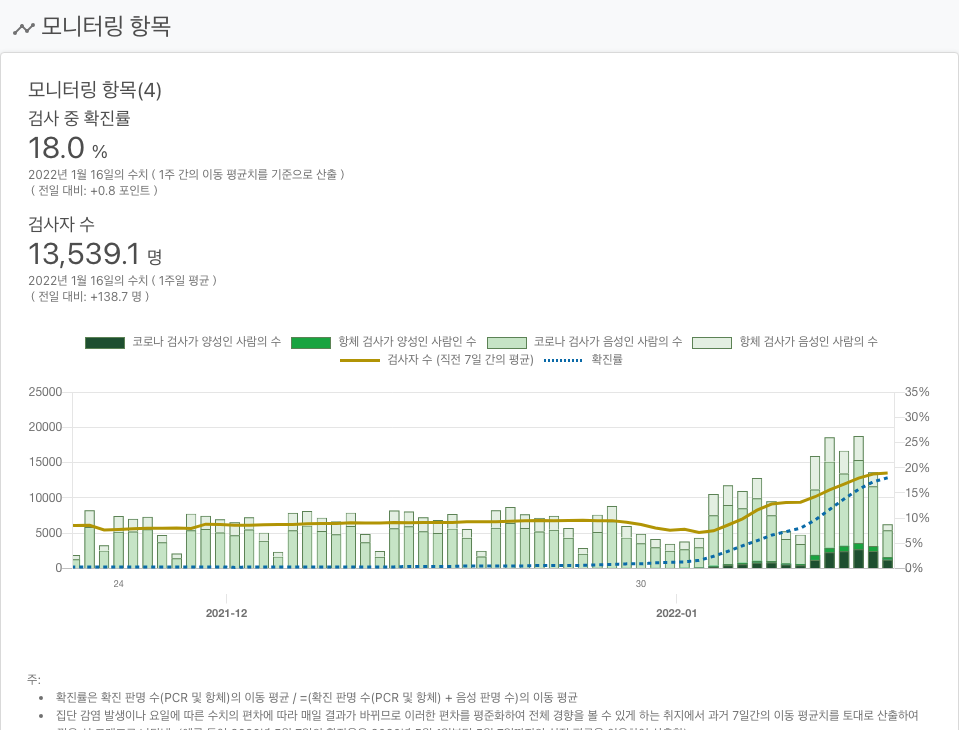 모니터링 항목
모니터링 항목(4)
검사 중 확진률
18.0 %
2022년 1월 16일의 수치 ( 1주 간의 이동 평균치를 기준으로 산출 )
( 전일 대비: +0.8 포인트 )
검사자 수
13,539.1 명
2022년 1월 16일의 수치 ( 1주일 평균 )
( 전일 대비: +138.7 명 )
코로나 검사가 양성인 사람의 수 항체 검사가 양성인 사람인 수 코로나 검사가 음성인 사람의 수 항체 검사가 음성인 사람의 수
검사자 수 (직전 7일 간의 평균) 확진률
25000 35%
30%
20000
25%
15000
20%
10000 15%
10%
5000
5%
0 0%
24 30
2021-12 2022-01
주:
• 확진률은 확진 판명 수(PCR 및 항체)의 이동 평균 / =(확진 판명 수(PCR 및 항체) + 음성 판명 수)의 이동 평균
• 집단 감염 발생이나 요일에 따른 수치의 편차에 따라 매일 결과가 바뀌므로 이러한 편차를 평준화하여 전체 경향을 볼 수 있게 하는 취지에서 과거 7일간의 이동 평균치를 토대로 산출하여